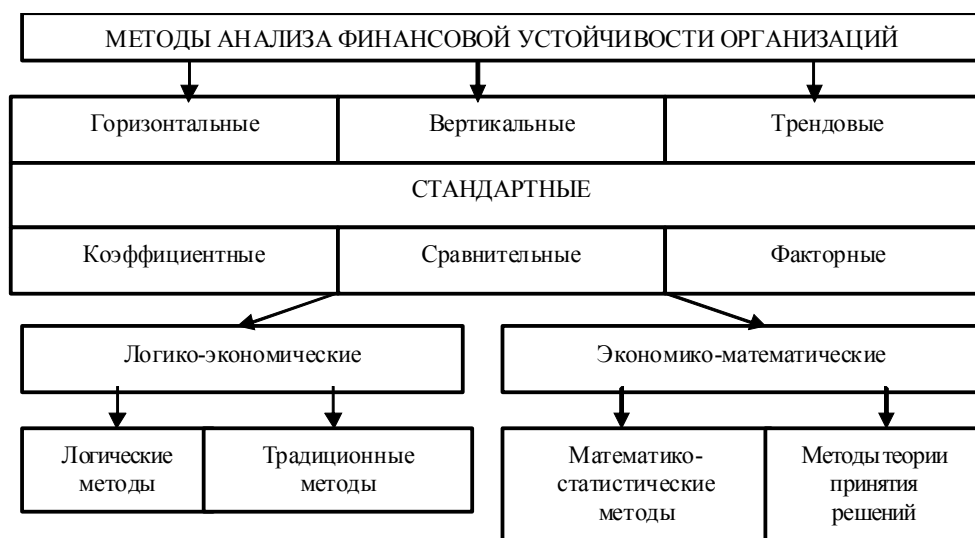 МЕТОДЫ АНАЛИЗА ФИНАНСОВОЙ УСТОЙЧИВОСТИ ОРГАНИЗАЦИЙ
Горизонтальные
Вертикальные
Трендовые
СТАНДАРТНЫЕ
Коэффициентные
Сравнительные
Факторные
Логико-экономические
Экономико-математические
Логические
методы
Традиционные
методы
Математико-
статистические
методы
Методы теории
принятия
решений